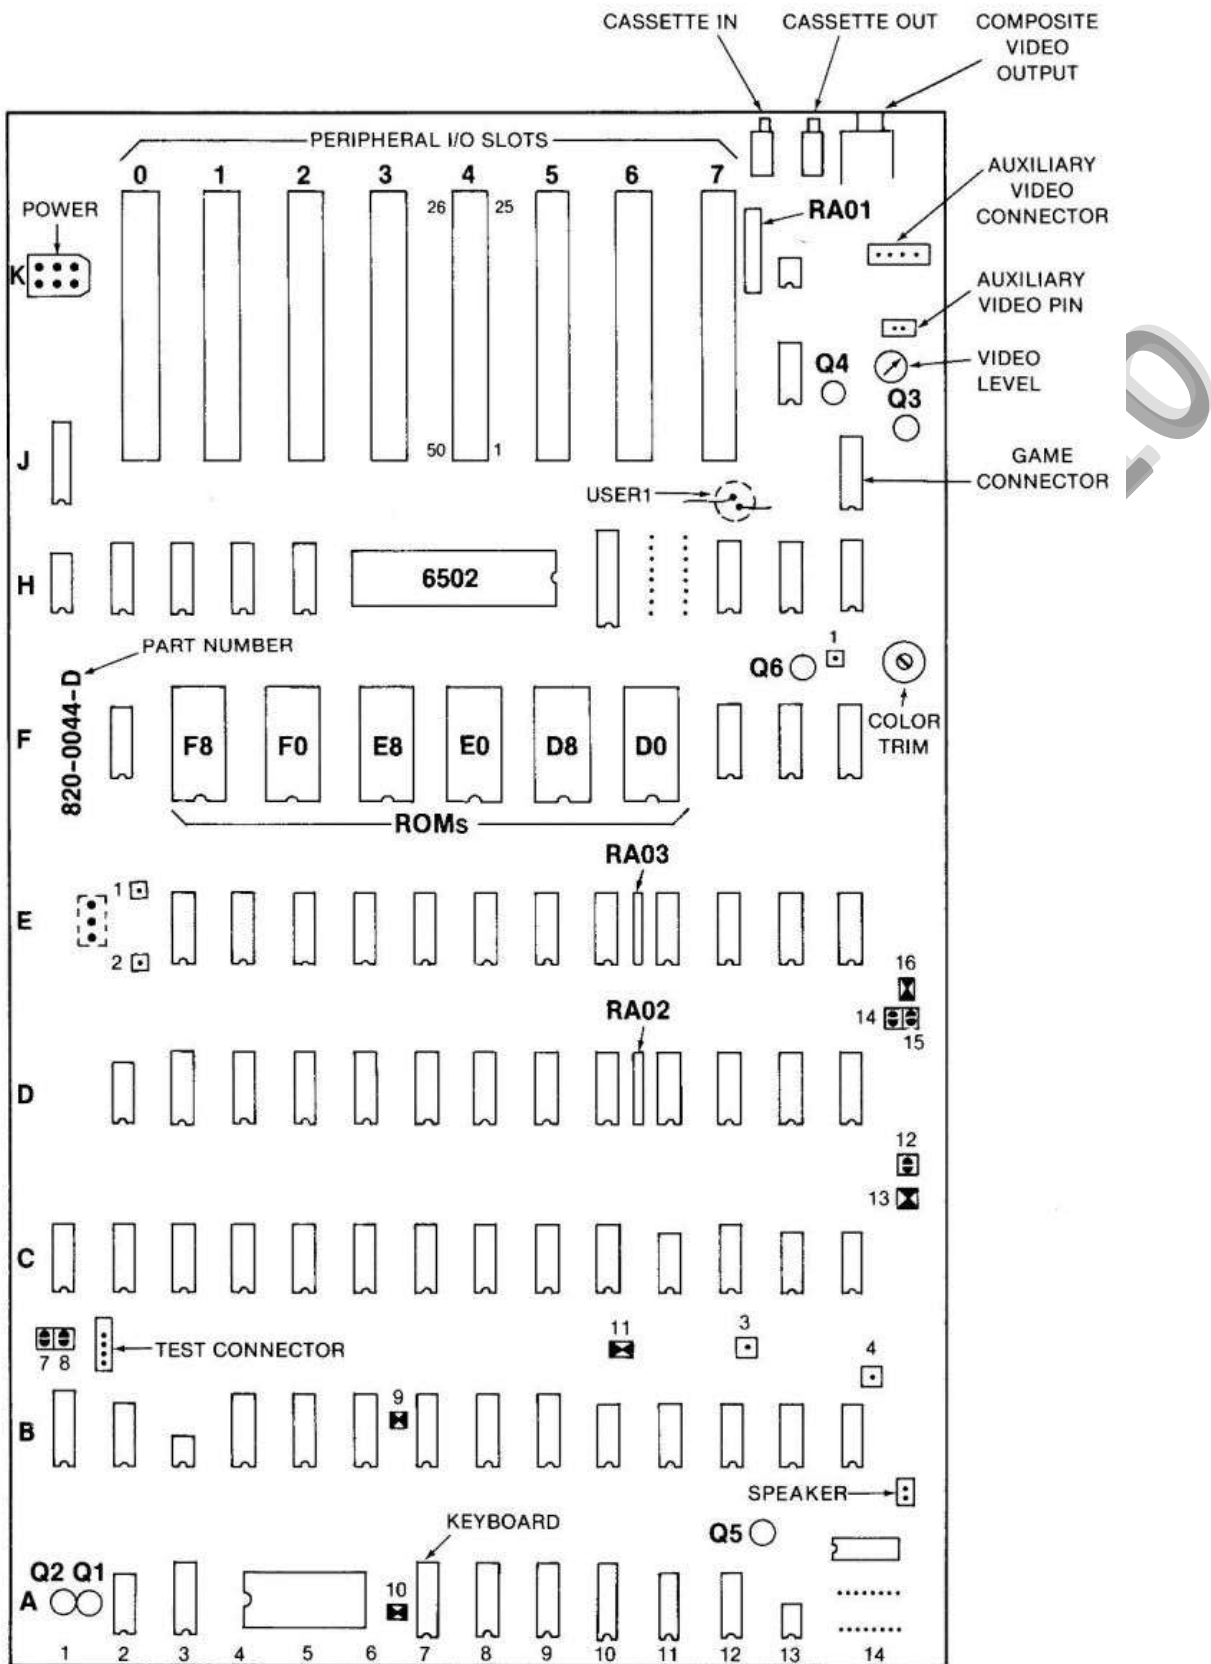 CASSETTE IN
CASSETTE OUT
COMPOSITE
VIDEO
OUTPUT
PERIPHERAL I/O SLOTS
0 1 2 3 4 5 6 7
26 25
RA01
AUXILIARY
VIDEO
CONNECTOR
POWER
K
AUXILIARY
VIDEO PIN
VIDEO
LEVEL
Q4
Q3
J
50 1
GAME
CONNECTOR
USER1
H
6502
PART NUMBER
820-0044-D
1
Q6
COLOR
TRIM
F
F8 F0 E8 E0 D8 D0
ROMs
RA03
E
1
2
16
14
15
RA02
D
12
13
C
7 8
TEST CONNECTOR
11
3
4
B
9
SPEAKER
KEYBOARD
Q5
Q2 Q1
A
10
1 2 3 4 5 6 7 8 9 10 11 12 13 14